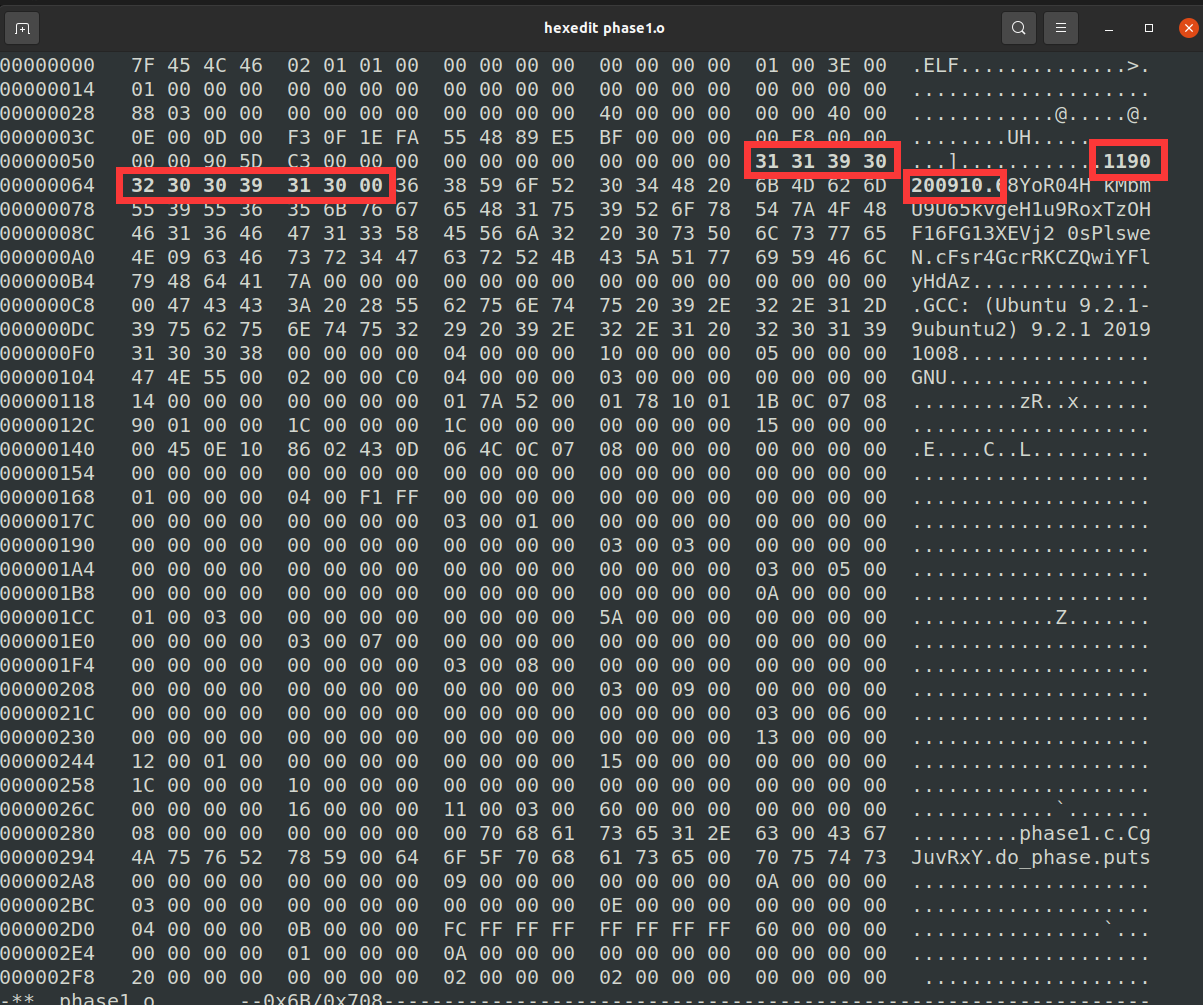 hexedit phase1.o
00000000 7F 45 4C 46 02 01 01 00 00 00 00 00 00 00 00 00 01 00 3E 00 .ELF..............>.
00000014 01 00 00 00 00 00 00 00 00 00 00 00 00 00 00 00 00 00 00 00 ....................
00000028 88 03 00 00 00 00 00 00 00 00 00 00 40 00 00 00 00 00 40 00 ............@.....@.
0000003C 0E 00 0D 00 F3 0F 1E FA 55 48 89 E5 BF 00 00 00 00 E8 00 00 ........UH......
00000050 00 00 90 5D C3 00 00 00 00 00 00 00 00 00 00 00 31 31 39 30 ...]............1190
00000064 32 30 30 39 31 30 00 36 38 59 6F 52 30 34 48 20 6B 4D 62 6D 200910.68YoR04H kMbm
00000078 55 39 55 36 35 6B 76 67 65 48 31 75 39 52 6F 78 54 7A 4F 48 U9U65kvgeH1u9RoxTzOH
0000008C 46 31 36 46 47 31 33 58 45 56 6A 32 20 30 73 50 6C 73 77 65 F16FG13XEVj2 0sPlswe
000000A0 4E 09 63 46 73 72 34 47 63 72 52 4B 43 5A 51 77 69 59 46 6C N.cFsr4GcrRKCZQwiYFl
000000B4 79 48 64 41 7A 00 00 00 00 00 00 00 00 00 00 00 00 00 00 00 yHdAz...............
000000C8 00 47 43 43 3A 20 28 55 62 75 6E 74 75 20 39 2E 32 2E 31 2D .GCC: (Ubuntu 9.2.1-
000000DC 39 75 62 75 6E 74 75 32 29 20 39 2E 32 2E 31 20 32 30 31 39 9ubuntu2) 9.2.1 2019
000000F0 31 30 30 38 00 00 00 00 04 00 00 00 10 00 00 00 05 00 00 00 1008................
00000104 47 4E 55 00 02 00 00 C0 04 00 00 00 03 00 00 00 00 00 00 00 GNU.................
00000118 14 00 00 00 00 00 00 00 01 7A 52 00 01 78 10 01 1B 0C 07 08 .........zR..x......
0000012C 90 01 00 00 1C 00 00 00 1C 00 00 00 00 00 00 00 15 00 00 00 ....................
00000140 00 45 0E 10 86 02 43 0D 06 4C 0C 07 08 00 00 00 00 00 00 00 .E....C..L..........
00000154 00 00 00 00 00 00 00 00 00 00 00 00 00 00 00 00 00 00 00 00 ....................
00000168 01 00 00 00 04 00 F1 FF 00 00 00 00 00 00 00 00 00 00 00 00 ....................
0000017C 00 00 00 00 00 00 00 00 03 00 01 00 00 00 00 00 00 00 00 00 ....................
00000190 00 00 00 00 00 00 00 00 00 00 00 00 03 00 03 00 00 00 00 00 ....................
000001A4 00 00 00 00 00 00 00 00 00 00 00 00 00 00 00 00 03 00 05 00 ....................
000001B8 00 00 00 00 00 00 00 00 00 00 00 00 00 00 00 00 0A 00 00 00 ....................
000001CC 01 00 03 00 00 00 00 00 00 00 00 00 5A 00 00 00 00 00 00 00 ............Z.......
000001E0 00 00 00 00 03 00 07 00 00 00 00 00 00 00 00 00 00 00 00 00 ....................
000001F4 00 00 00 00 00 00 00 00 03 00 08 00 00 00 00 00 00 00 00 00 ....................
00000208 00 00 00 00 00 00 00 00 00 00 00 00 03 00 09 00 00 00 00 00 ....................
0000021C 00 00 00 00 00 00 00 00 00 00 00 00 00 00 00 00 03 00 06 00 ....................
00000230 00 00 00 00 00 00 00 00 00 00 00 00 00 00 00 00 13 00 00 00 ....................
00000244 12 00 01 00 00 00 00 00 00 00 00 00 15 00 00 00 00 00 00 00 ....................
00000258 1C 00 00 00 10 00 00 00 00 00 00 00 00 00 00 00 00 00 00 00 ....................
0000026C 00 00 00 00 16 00 00 00 11 00 03 00 60 00 00 00 00 00 00 00 ............`.......
00000280 08 00 00 00 00 00 00 00 00 70 68 61 73 65 31 2E 63 00 43 67 .........phase1.c.Cg
00000294 4A 75 76 52 78 59 00 64 6F 5F 70 68 61 73 65 00 70 75 74 73 JuvRxY.do_phase.puts
000002A8 00 00 00 00 00 00 00 00 09 00 00 00 00 00 00 00 0A 00 00 00 ....................
000002BC 03 00 00 00 00 00 00 00 00 00 00 00 0E 00 00 00 00 00 00 00 ....................
000002D0 04 00 00 00 0B 00 00 00 FC FF FF FF FF FF FF FF 60 00 00 00 ................`...
000002E4 00 00 00 00 01 00 00 00 0A 00 00 00 00 00 00 00 00 00 00 00 ....................
000002F8 20 00 00 00 00 00 00 00 02 00 00 00 02 00 00 00 00 00 00 00  ...................
-** phase1.o --0x6B/0x708----------------------------------------------------------------